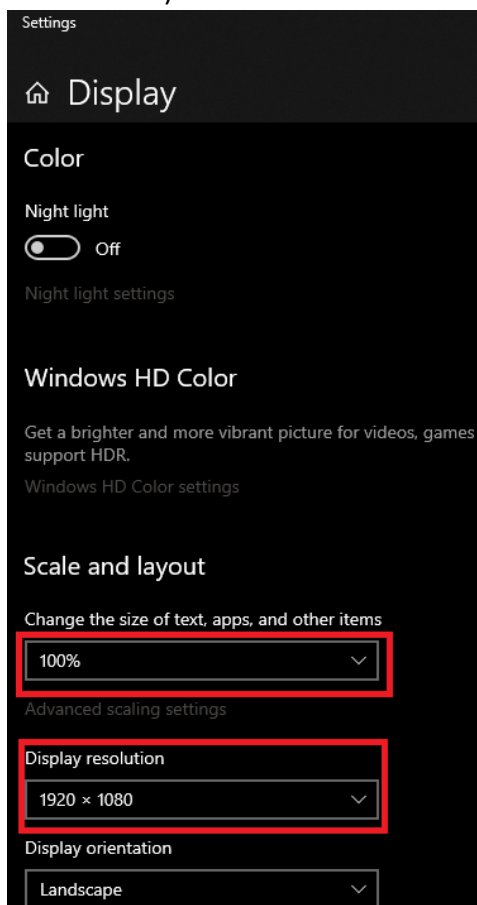 Settings
Display
Color
Night light
Off
Night light settings
Windows HD Color
Get a brighter and more vibrant picture for videos, games
support HDR.
Windows HD Color settings
Scale and layout
Change the size of text, apps, and other items
100%
Advanced scaling settings
Display resolution
1920 × 1080
Display orientation
Landscape